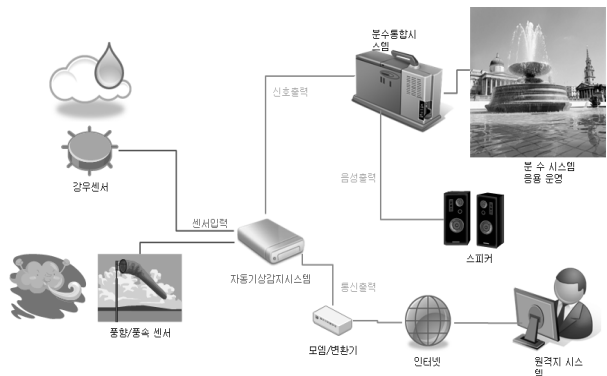 분수통합시
스템
신호출력
분 수 시스템
응용 운영
강우센서
음성출력
센서입력
스피커
자동기상감지시스템
통신출력
풍향/풍속 센서
모뎀/변환기
인터넷
원격지 시스
템